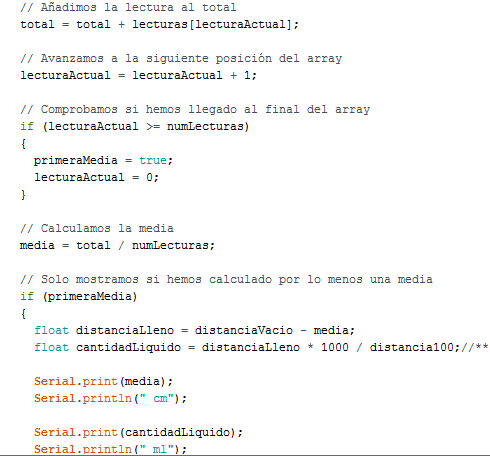 // Añadimos la lectura al total
total = total + lecturas[lecturaActual];
// Avanzamos a la siguiente posición del array
lecturaActual = lecturaActual + 1;
// Comprobamos si hemos llegado al final del array
if (lecturaActual >= numLecturas)
{
primeraMedia = true;
lecturaActual = 0;
}
// Calculamos la media
media = total / numLecturas;
// Solo mostramos si hemos calculado por lo menos una media
if (primeraMedia)
{
float distanciaLleno = distanciaVacio - media;
float cantidadLiquido = distanciaLleno * 1000 / distancia100;//**
Serial.print(media);
Serial.println(" cm");
Serial.print(cantidadLiquido);
Serial.println(" ml");